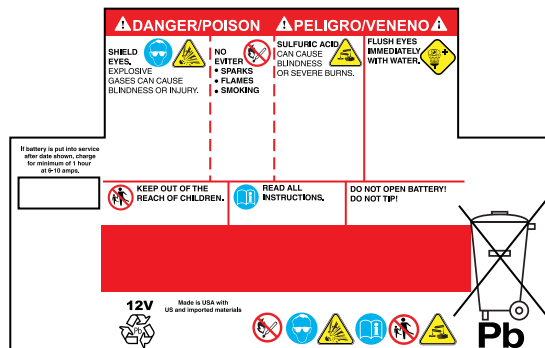 DANGER/POISON
PELIGRO/VENENO
SHIELD
EYES.
EXPLOSIVE
GASES CAN CAUSE
BLINDNESS OR INJURY.
NO
EVITER
• SPARKS
• FLAMES
• SMOKING
SULFURIC ACID
CAN CAUSE
BLINDNESS
OR SEVERE BURNS.
FLUSH EYES
IMMEDIATELY
WITH WATER.
If battery is put into service
after date shown, charge
for minimum of 1 hour
at 6-10 amps.
KEEP OUT OF THE
REACH OF CHILDREN.
READ ALL
INSTRUCTIONS.
DO NOT OPEN BATTERY!
DO NOT TIP!
12V
Pb
Made is USA with
US and imported materials
Pb